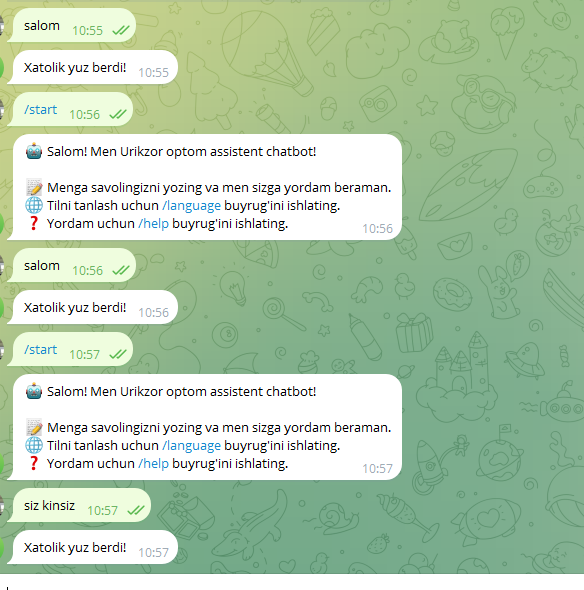 salom 10:55
Xatolik yuz berdi! 10:55
/start 10:56
Salom! Men Urikzor optom assistent chatbot!
Menga savolingizni yozing va men sizga yordam beraman.
Tilni tanlash uchun /language buyrug'ini ishlating.
Yordam uchun /help buyrug'ini ishlating. 10:56
salom 10:56
Xatolik yuz berdi! 10:56
/start 10:57
Salom! Men Urikzor optom assistent chatbot!
Menga savolingizni yozing va men sizga yordam beraman.
Tilni tanlash uchun /language buyrug'ini ishlating.
Yordam uchun /help buyrug'ini ishlating. 10:57
siz kinsiz 10:57
Xatolik yuz berdi! 10:57